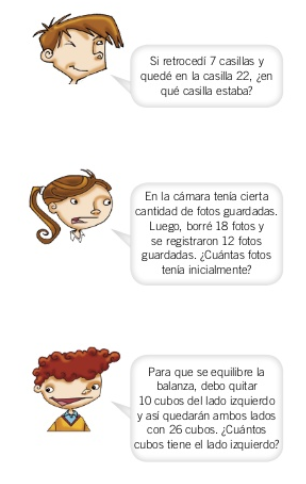 Si retrocedí 7 casillas y
quedé en la casilla 22, ¿en
qué casilla estaba?
En la cámara tenía cierta
cantidad de fotos guardadas.
Luego, borré 18 fotos y
se registraron 12 fotos
guardadas. ¿Cuántas fotos
tenía inicialmente?
Para que se equilibre la
balanza, debo quitar
10 cubos del lado izquierdo
y así quedarán ambos lados
con 26 cubos. ¿Cuántos
cubos tiene el lado izquierdo?